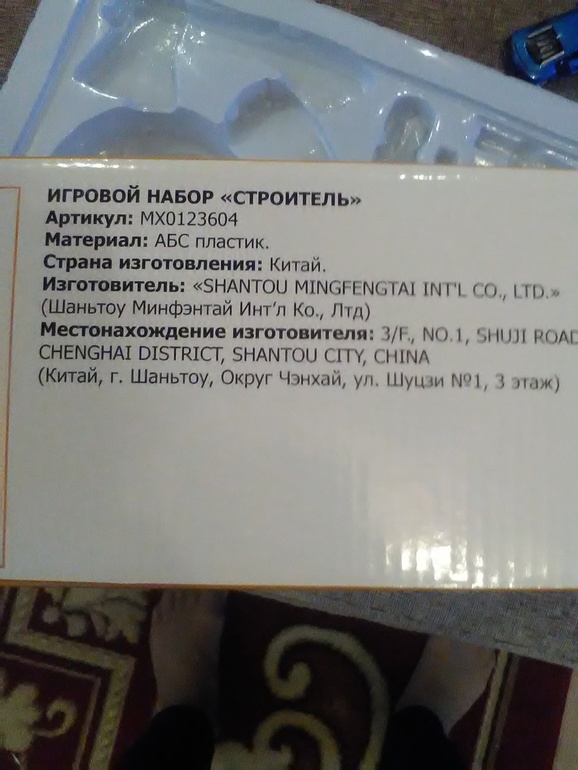 ИГРОВОЙ НАБОР «СТРОИТЕЛЬ»
Артикул: MX0123604
Материал: АБС пластик.
Страна изготовления: Китай.
Изготовитель: «SHANTOU MINGFENGTAI INT'L CO., LTD.»
(Шаньтоу Минфэнтай Инт’л Ко., Лтд)
Местонахождение изготовителя: 3/F., NO.1, SHUJI ROAD
CHENGHAI DISTRICT, SHANTOU CITY, CHINA
(Китай, г. Шаньтоу, Округ Чэнхай, ул. Шуцзи №1, 3 этаж)